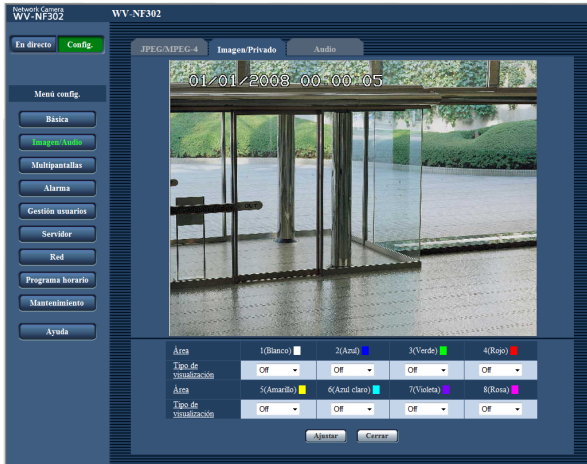 Network Camera
WV-NF302
WV-NF302
En directo
Config.
JPEG/MPEG-4
Imagen/Privado
Audio
01/01/2008 00:00:05
Menú config.
Básica
Imagen/Audio
Multipantallas
Alarma
Gestión usuarios
Servidor
Red
Programa horario
Mantenimiento
Ayuda
Área
1(Blanco)
2(Azul)
3(Verde)
4(Rojo)
Tipo de
visualización
Off
Off
Off
Off
Área
5(Amarillo)
6(Azul claro)
7(Violeta)
8(Rosa)
Tipo de
visualización
Off
Off
Off
Off
Ajustar
Cerrar